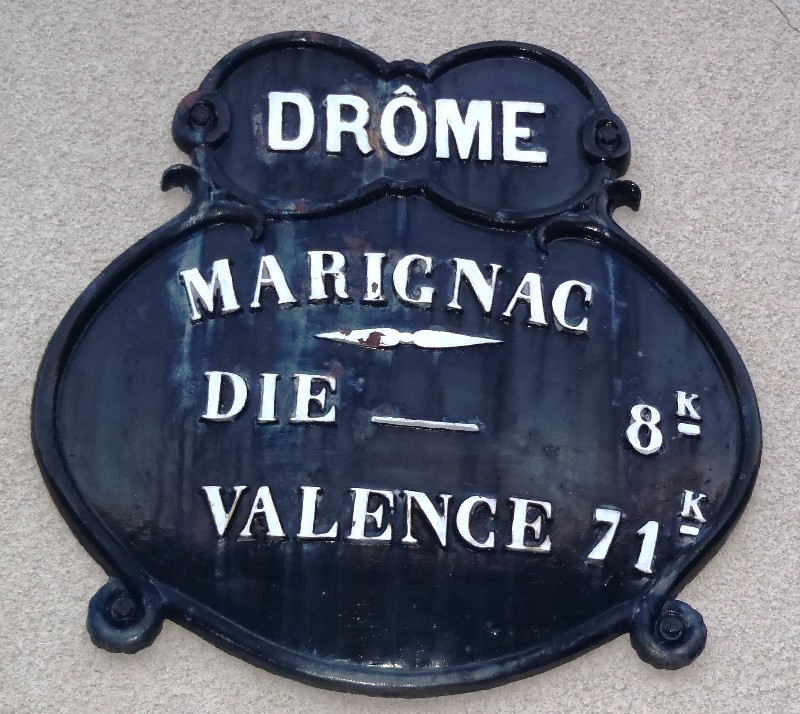 DRÔME
MARIGNAC
DIE — 8K
VALENCE 71K